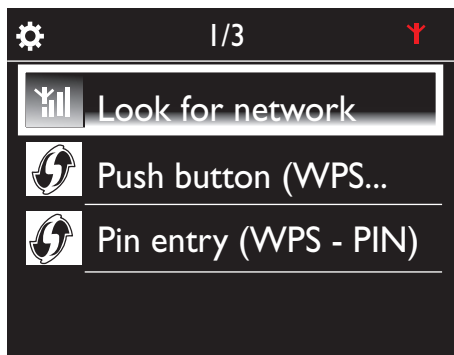 1/3
Look for network
Push button (WPS...
Pin entry (WPS - PIN)